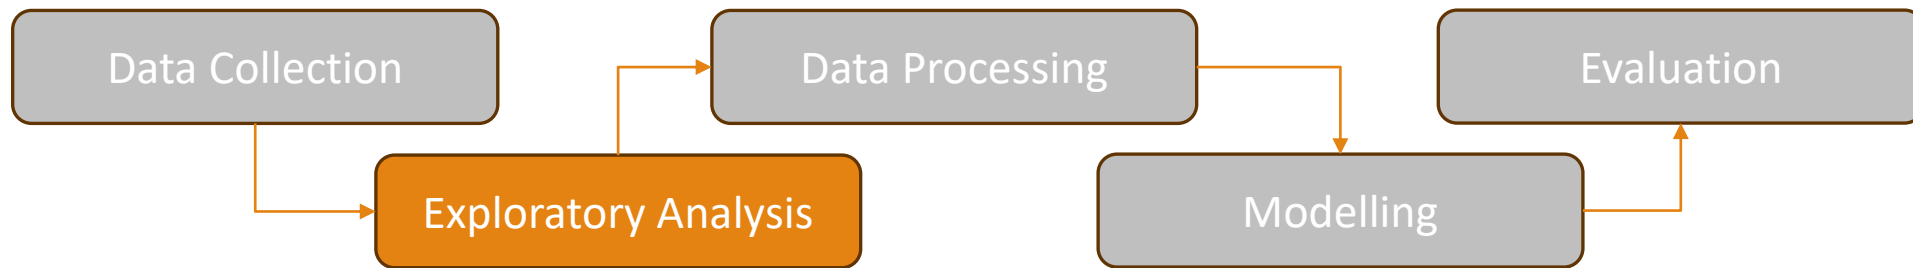 Data Collection
Exploratory Analysis
Data Processing
Modelling
Evaluation